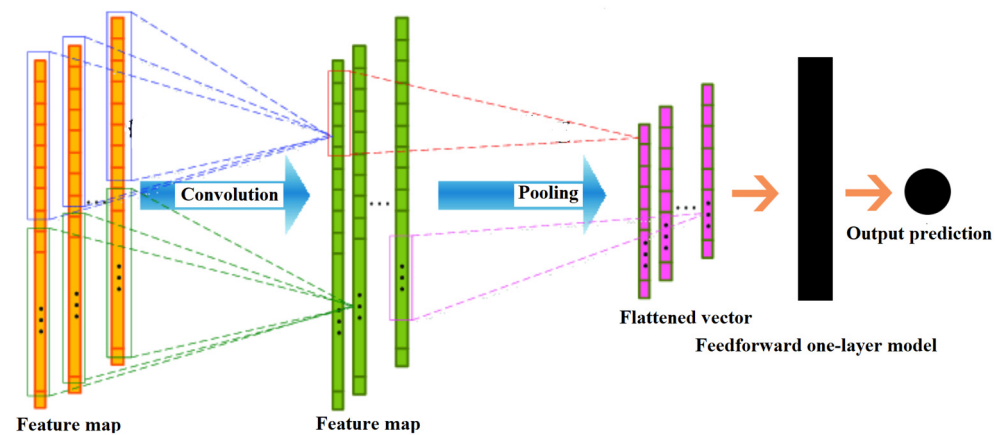 Convolution
Pooling
Output prediction
Flattened vector
Feedforward one-layer model
Feature map
Feature map